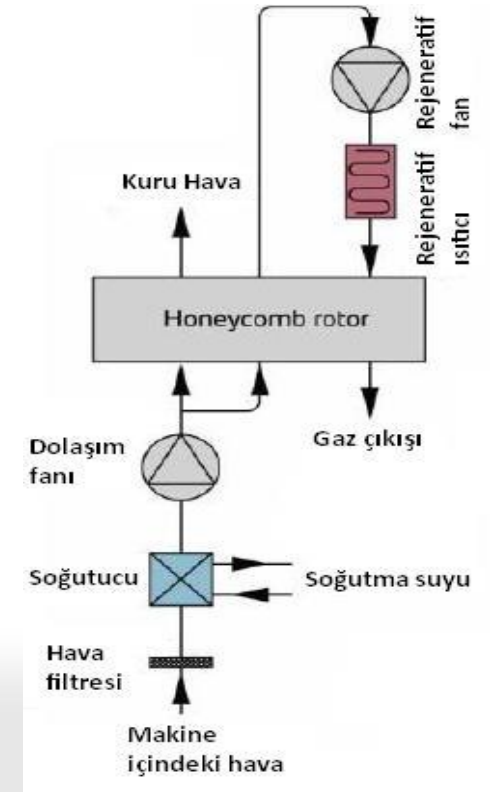 Rejeneratif
fan
Rejeneratif
ısıtıcı
Kuru Hava
Honeycomb rotor
Gaz çıkışı
Dolaşım
fanı
Soğutucu
Soğutma suyu
Hava
filtresi
Makine
içindeki hava